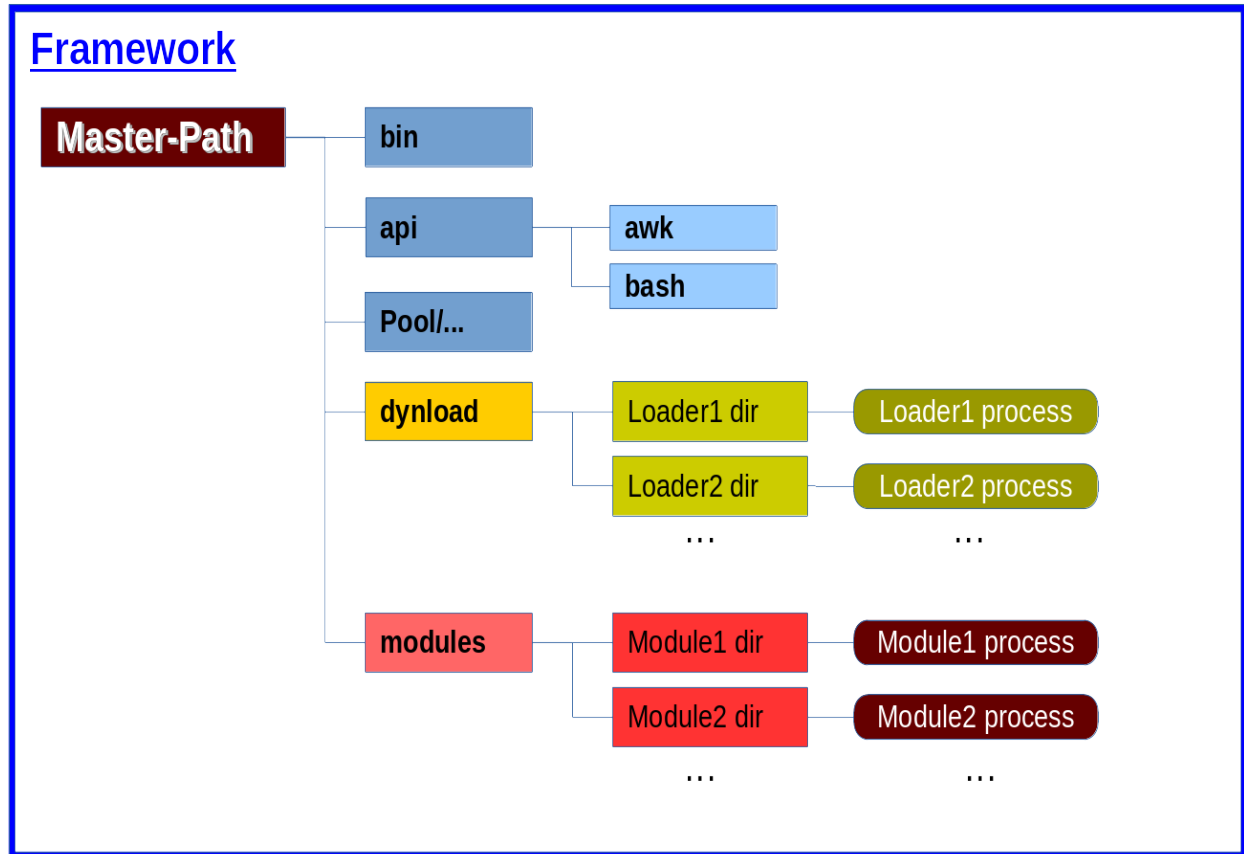 Framework
Master-Path
bin
api
awk
bash
Pool/...
dynload
Loader1 dir
Loader1 process
Loader2 dir
Loader2 process
...
...
modules
Module1 dir
Module1 process
Module2 dir
Module2 process
...
...